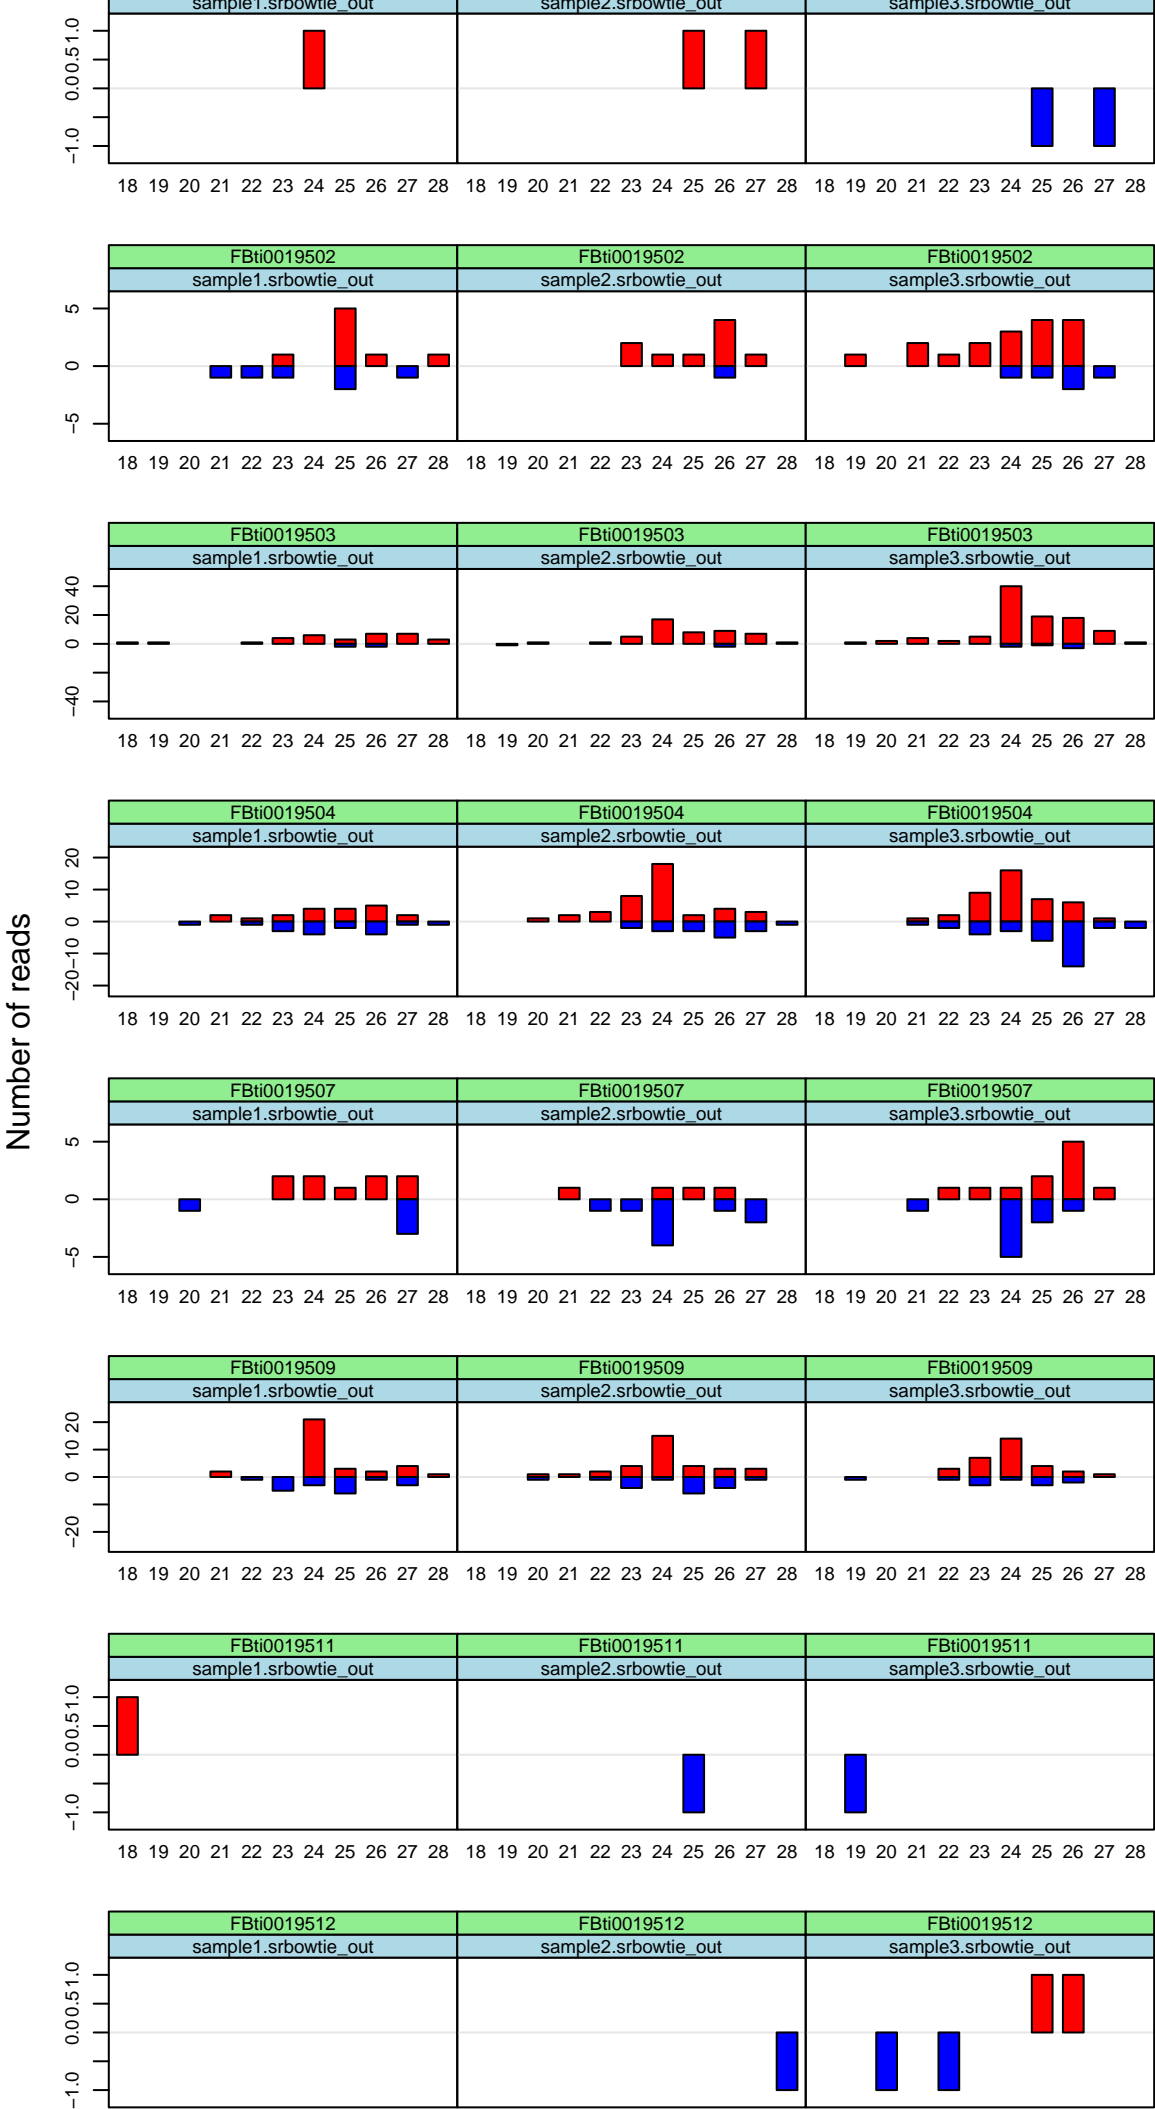 sample1.srbowtie_out sample2.srbowtie_out sample3.srbowtie_out
−1.0 0.0 0.5 1.0
18 19 20 21 22 23 24 25 26 27 28 18 19 20 21 22 23 24 25 26 27 28 18 19 20 21 22 23 24 25 26 27 28
FBti0019502 FBti0019502 FBti0019502
sample1.srbowtie_out sample2.srbowtie_out sample3.srbowtie_out
−5 0 5
18 19 20 21 22 23 24 25 26 27 28 18 19 20 21 22 23 24 25 26 27 28 18 19 20 21 22 23 24 25 26 27 28
FBti0019503 FBti0019503 FBti0019503
sample1.srbowtie_out sample2.srbowtie_out sample3.srbowtie_out
−40 0 20 40
18 19 20 21 22 23 24 25 26 27 28 18 19 20 21 22 23 24 25 26 27 28 18 19 20 21 22 23 24 25 26 27 28
FBti0019504 FBti0019504 FBti0019504
sample1.srbowtie_out sample2.srbowtie_out sample3.srbowtie_out
−20 −10 0 10 20
18 19 20 21 22 23 24 25 26 27 28 18 19 20 21 22 23 24 25 26 27 28 18 19 20 21 22 23 24 25 26 27 28
Number of reads
FBti0019507 FBti0019507 FBti0019507
sample1.srbowtie_out sample2.srbowtie_out sample3.srbowtie_out
−5 0 5
18 19 20 21 22 23 24 25 26 27 28 18 19 20 21 22 23 24 25 26 27 28 18 19 20 21 22 23 24 25 26 27 28
FBti0019509 FBti0019509 FBti0019509
sample1.srbowtie_out sample2.srbowtie_out sample3.srbowtie_out
−20 0 10 20
18 19 20 21 22 23 24 25 26 27 28 18 19 20 21 22 23 24 25 26 27 28 18 19 20 21 22 23 24 25 26 27 28
FBti0019511 FBti0019511 FBti0019511
sample1.srbowtie_out sample2.srbowtie_out sample3.srbowtie_out
−1.0 0.0 0.5 1.0
18 19 20 21 22 23 24 25 26 27 28 18 19 20 21 22 23 24 25 26 27 28 18 19 20 21 22 23 24 25 26 27 28
FBti0019512 FBti0019512 FBti0019512
sample1.srbowtie_out sample2.srbowtie_out sample3.srbowtie_out
−1.0 0.0 0.5 1.0